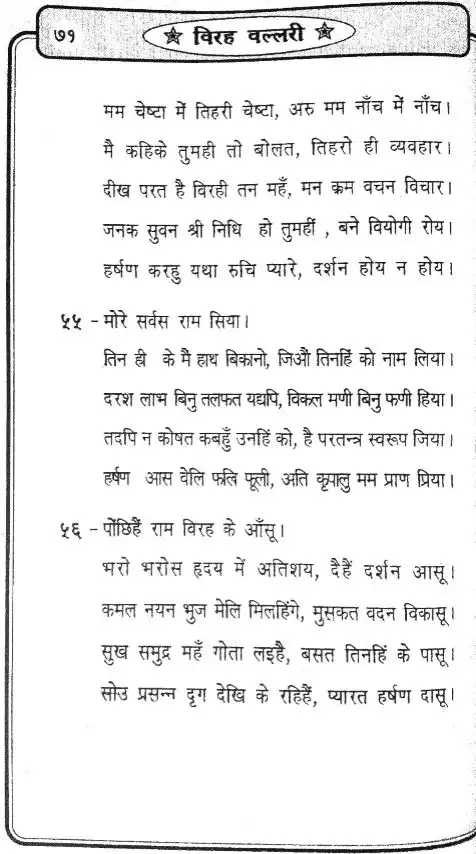 ७१
★ विरह वल्लरी ★
मम चेष्टा में तिहरी चेष्टा, अरु मम नाँच में नाँच।
मै कहिके तुमही तो बोलत, तिहरो ही व्यवहार।
दीख परत है विरही तन महँ, मन क्रम वचन विचार।
जनक सुवन श्री निधि हो तुमहीं , बने वियोगी रोय।
हर्षण करहु यथा रुचि प्यारे, दर्शन होय न होय।
५५ - मोरे सर्वस राम सिया।
तिन ही के मै हाथ बिकानो, जिऔं तिनहिं को नाम लिया।
दरश लाभ बिनु तलफत यद्यपि, विकल मणी बिनु फणी हिया।
तदपि न कोषत कबहुँ उनहिं को, है परतन्त्र स्वरूप जिया।
हर्षण आस वेलि फलि फूली, अति कृपालु मम प्राण प्रिया।
५६ - पोंछिहैं राम विरह के आँसू।
भरो भरोस हृदय में अतिशय, दैहैं दर्शन आसूं।
कमल नयन भुज मेलि मिलहिंगे, मुसकत वदन विकासू।
सुख समुद्र महँ गोता लइहै, बसत तिनहिं के पासू।
सोउ प्रसन्न दृग देखि के रहिहैं, प्यारत हर्षण दासू।